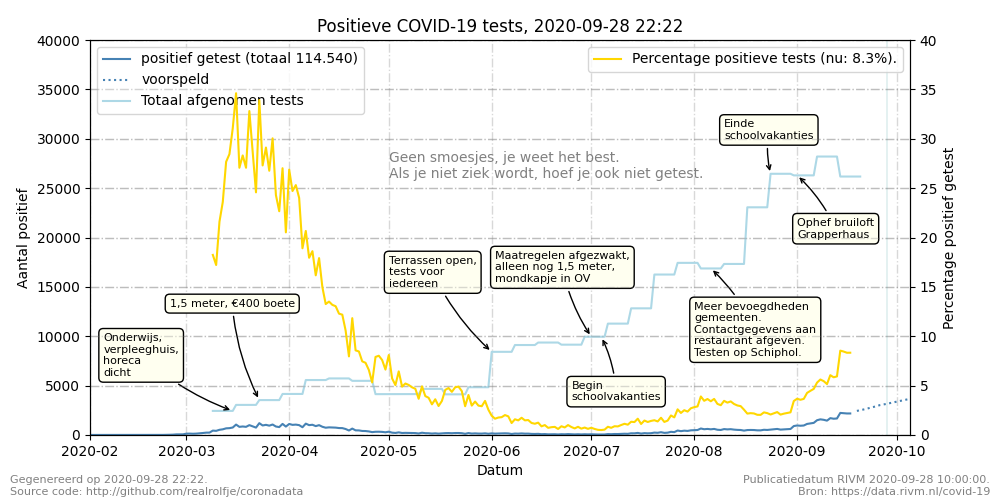 Positieve COVID-19 tests, 2020-09-28 22:22
positief getest (totaal 114.540)
voorspeld
Totaal afgenomen tests
Percentage positieve tests (nu: 8.3%).
Geen smoesjes, je weet het best.
Als je niet ziek wordt, hoef je ook niet getest.
Einde
schoolvakanties
Ophef bruiloft
Grapperhaus
Terrassen open,
tests voor
iedereen
Maatregelen afgezwakt,
alleen nog 1,5 meter,
mondkapje in OV
1,5 meter, €400 boete
Onderwijs,
verpleeghuis,
horeca
dicht
Meer bevoegdheden
gemeenten.
Contactgegevens aan
restaurant afgeven.
Testen op Schiphol.
Begin
schoolvakanties
Aantal positief
40000
35000
30000
25000
20000
15000
10000
5000
0
Percentage positief getest
40
35
30
25
20
15
10
5
0
2020-02 2020-03 2020-04 2020-05 2020-06 2020-07 2020-08 2020-09 2020-10
Datum
Gegenereerd op 2020-09-28 22:22.
Source code: http://github.com/realrolfje/coronadata
Publicatiedatum RIVM 2020-09-28 10:00:00.
Bron: https://data.rivm.nl/covid-19